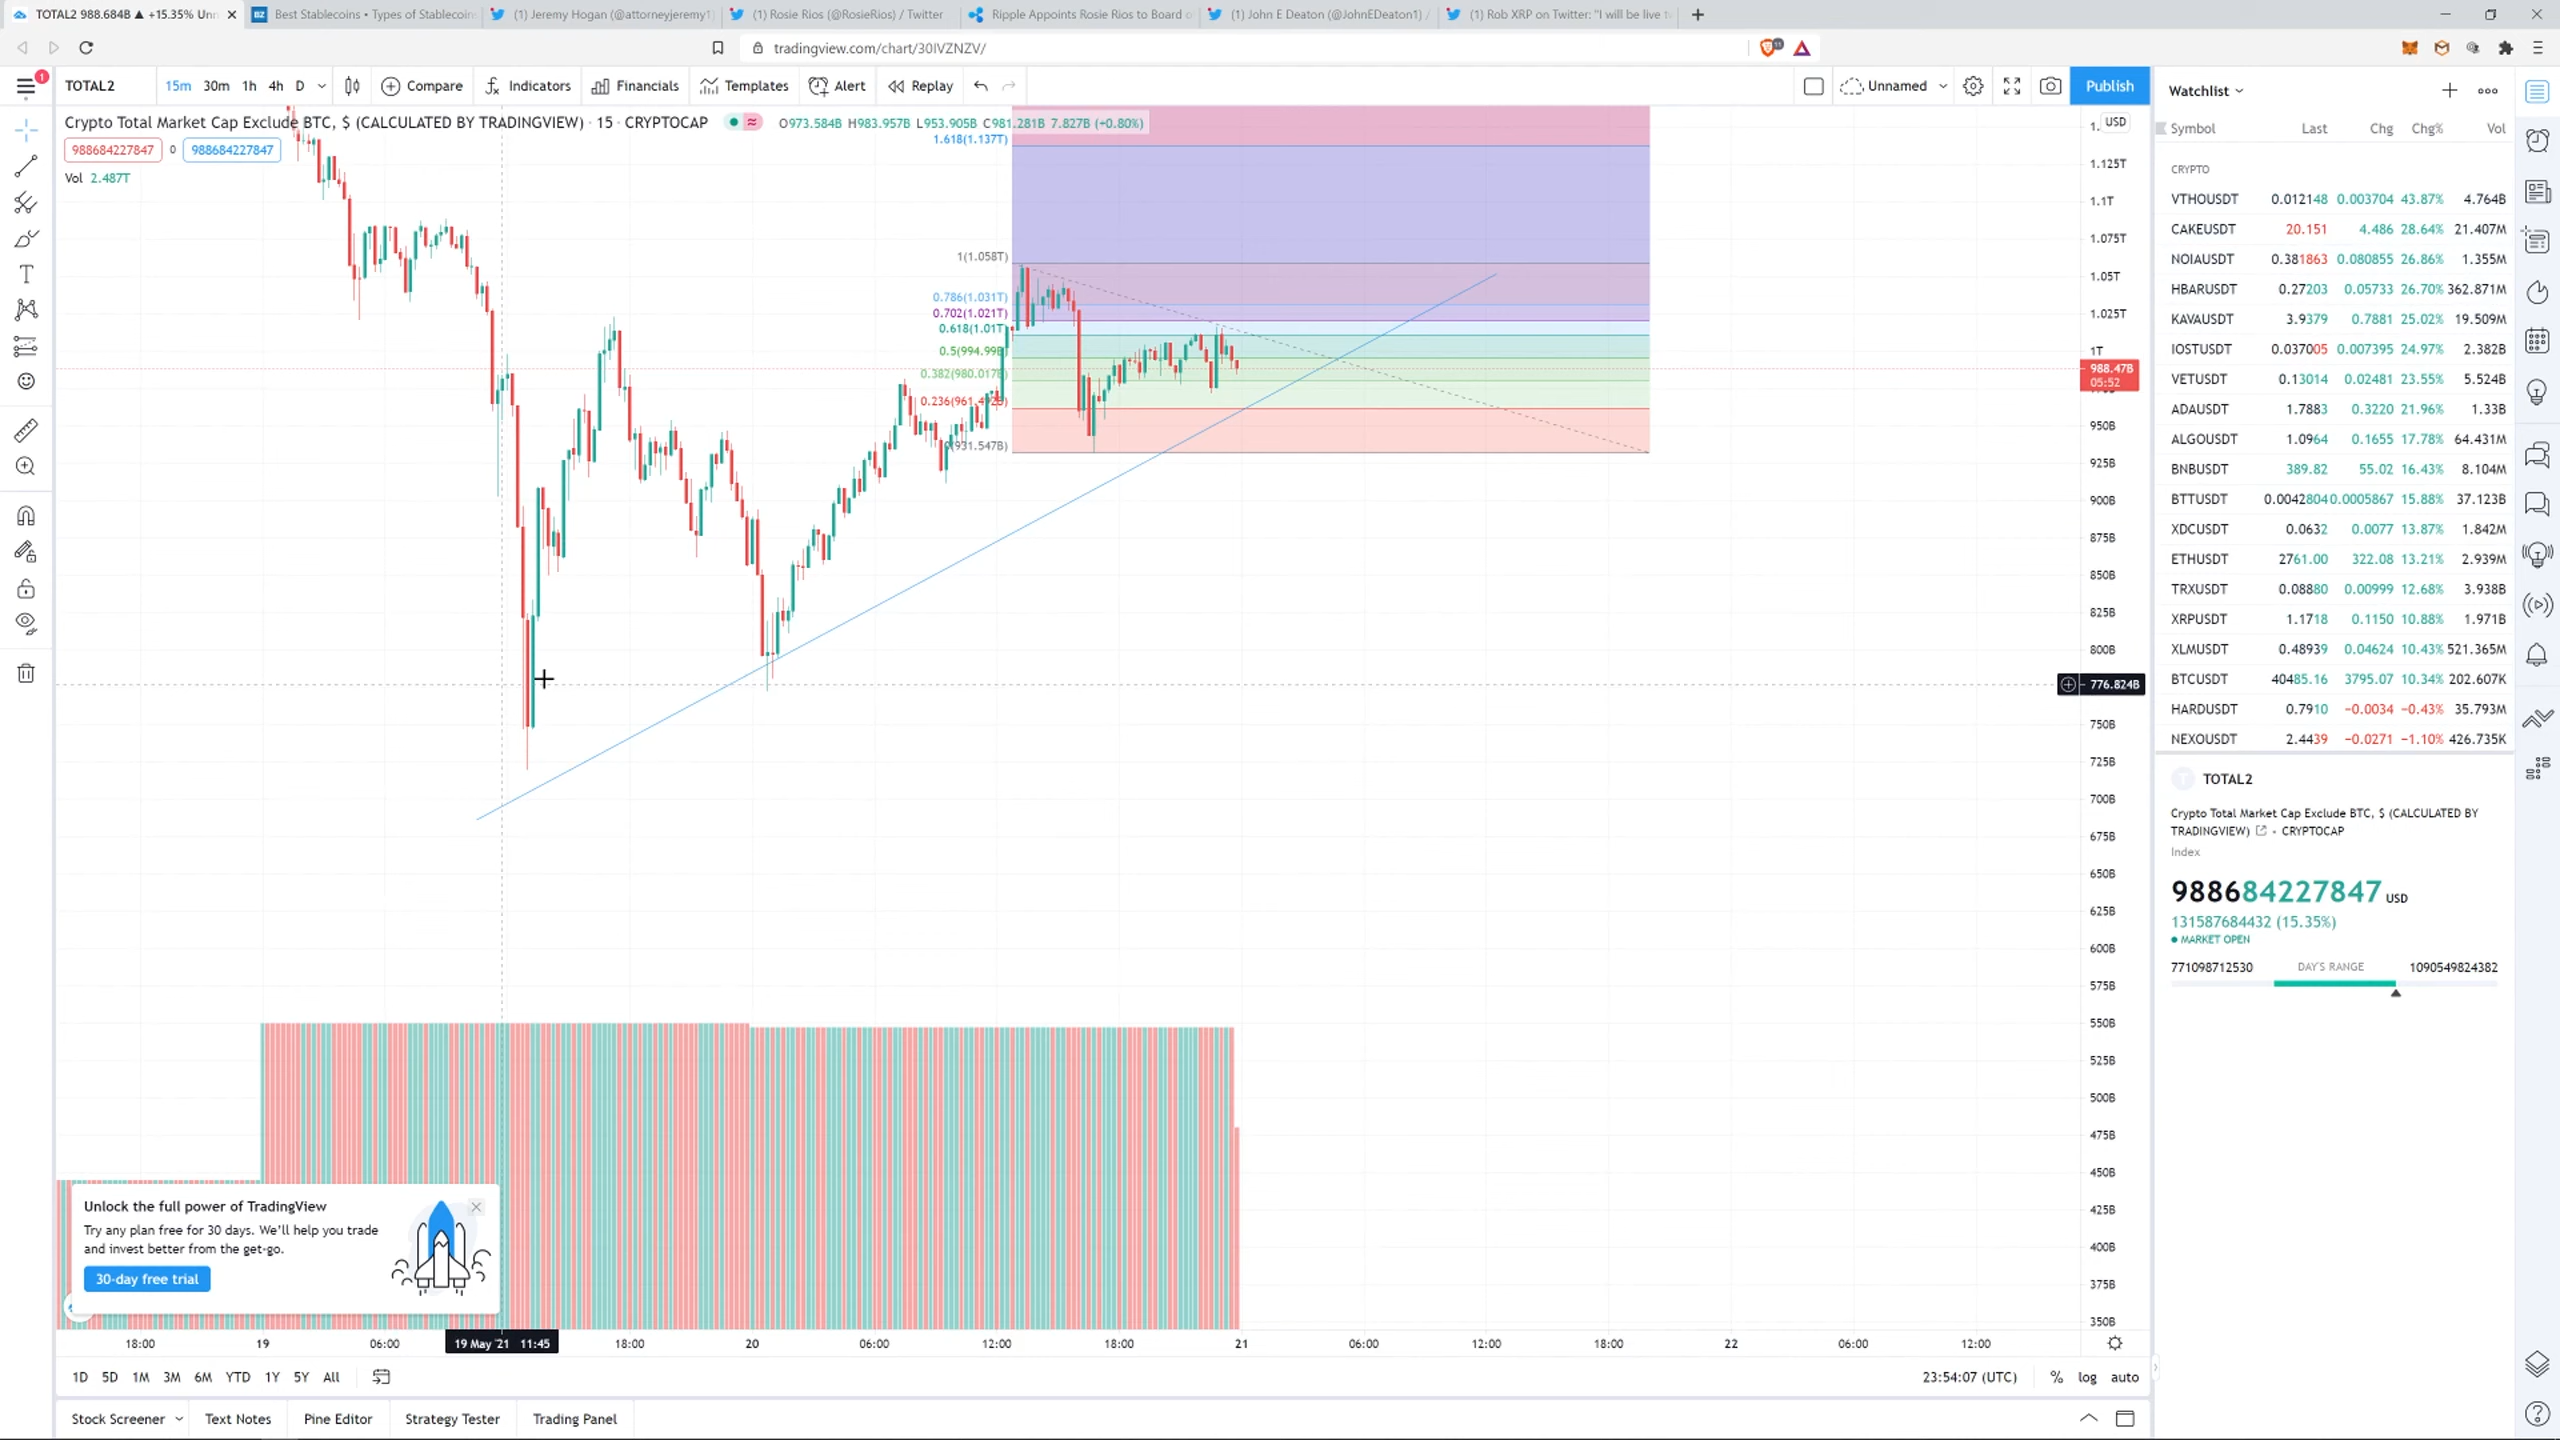 TOTAL2 988.684B ▲ +15.35% Unn
Best Stablecoins • Types of Stablecoin
(1) Jeremy Hogan (@attorneyjeremy1)
(1) Rosie Rios (@RosieRios) / Twitter
Ripple Appoints Rosie Rios to Board o
(1) John E Deaton (@JohnEDeaton1) /
(1) Rob XRP on Twitter: "I will be live t
tradingview.com/chart/30IVZNZV/
1
TOTAL2 15m 30m 1h 4h D Compare Indicators Financials Templates Alert Replay Unnamed Publish
Crypto Total Market Cap Exclude BTC, $ (CALCULATED BY TRADINGVIEW) · 15 · CRYPTOCAP O973.584B H983.957B L953.905B C981.281B 7.827B (+0.80%)
988684227847 0 988684227847
Vol 2.487T
1.618(1.137T)
1(1.058T)
0.786(1.031T)
0.702(1.021T)
0.618(1.01T)
0.5(994.99B)
0.382(980.017B)
0.236(961.492B)
0(931.547B)
USD
1.125T
1.1T
1.075T
1.05T
1.025T
1T
988.47B
05:52
950B
925B
900B
875B
850B
825B
800B
776.824B
750B
725B
700B
675B
650B
625B
600B
575B
550B
525B
500B
475B
450B
425B
400B
375B
350B
Unlock the full power of TradingView
Try any plan free for 30 days. We'll help you trade
and invest better from the get-go.
30-day free trial
18:00 19 06:00 19 May '21 11:45 18:00 20 06:00 12:00 18:00 21 06:00 12:00 18:00 22 06:00 12:00
1D 5D 1M 3M 6M YTD 1Y 5Y All 23:54:07 (UTC) % log auto
Stock Screener Text Notes Pine Editor Strategy Tester Trading Panel
Watchlist
Symbol Last Chg Chg% Vol
CRYPTO
VTHOUSDT 0.012148 0.003704 43.87% 4.764B
CAKEUSDT 20.151 4.486 28.64% 21.407M
NOIAUSDT 0.381863 0.080855 26.86% 1.355M
HBARUSDT 0.27203 0.05733 26.70% 362.871M
KAVAUSDT 3.9379 0.7881 25.02% 19.509M
IOSTUSDT 0.037005 0.007395 24.97% 2.382B
VETUSDT 0.13014 0.02481 23.55% 5.524B
ADAUSDT 1.7883 0.3220 21.96% 1.33B
ALGOUSDT 1.0964 0.1655 17.78% 64.431M
BNBUSDT 389.82 55.02 16.43% 8.104M
BTTUSDT 0.0042804 0.0005867 15.88% 37.123B
XDCUSDT 0.0632 0.0077 13.87% 1.842M
ETHUSDT 2761.00 322.08 13.21% 2.939M
TRXUSDT 0.08880 0.00999 12.68% 3.938B
XRPUSDT 1.1718 0.1150 10.88% 1.971B
XLMUSDT 0.48939 0.04624 10.43% 521.365M
BTCUSDT 40485.16 3795.07 10.34% 202.607K
HARDUSDT 0.7910 −0.0034 −0.43% 35.793M
NEXOUSDT 2.4439 −0.0271 −1.10% 426.735K
TOTAL2
Crypto Total Market Cap Exclude BTC, $ (CALCULATED BY
TRADINGVIEW) • CRYPTOCAP
Index
988684227847 USD
131587684432 (15.35%)
MARKET OPEN
771098712530 DAY'S RANGE 1090549824382